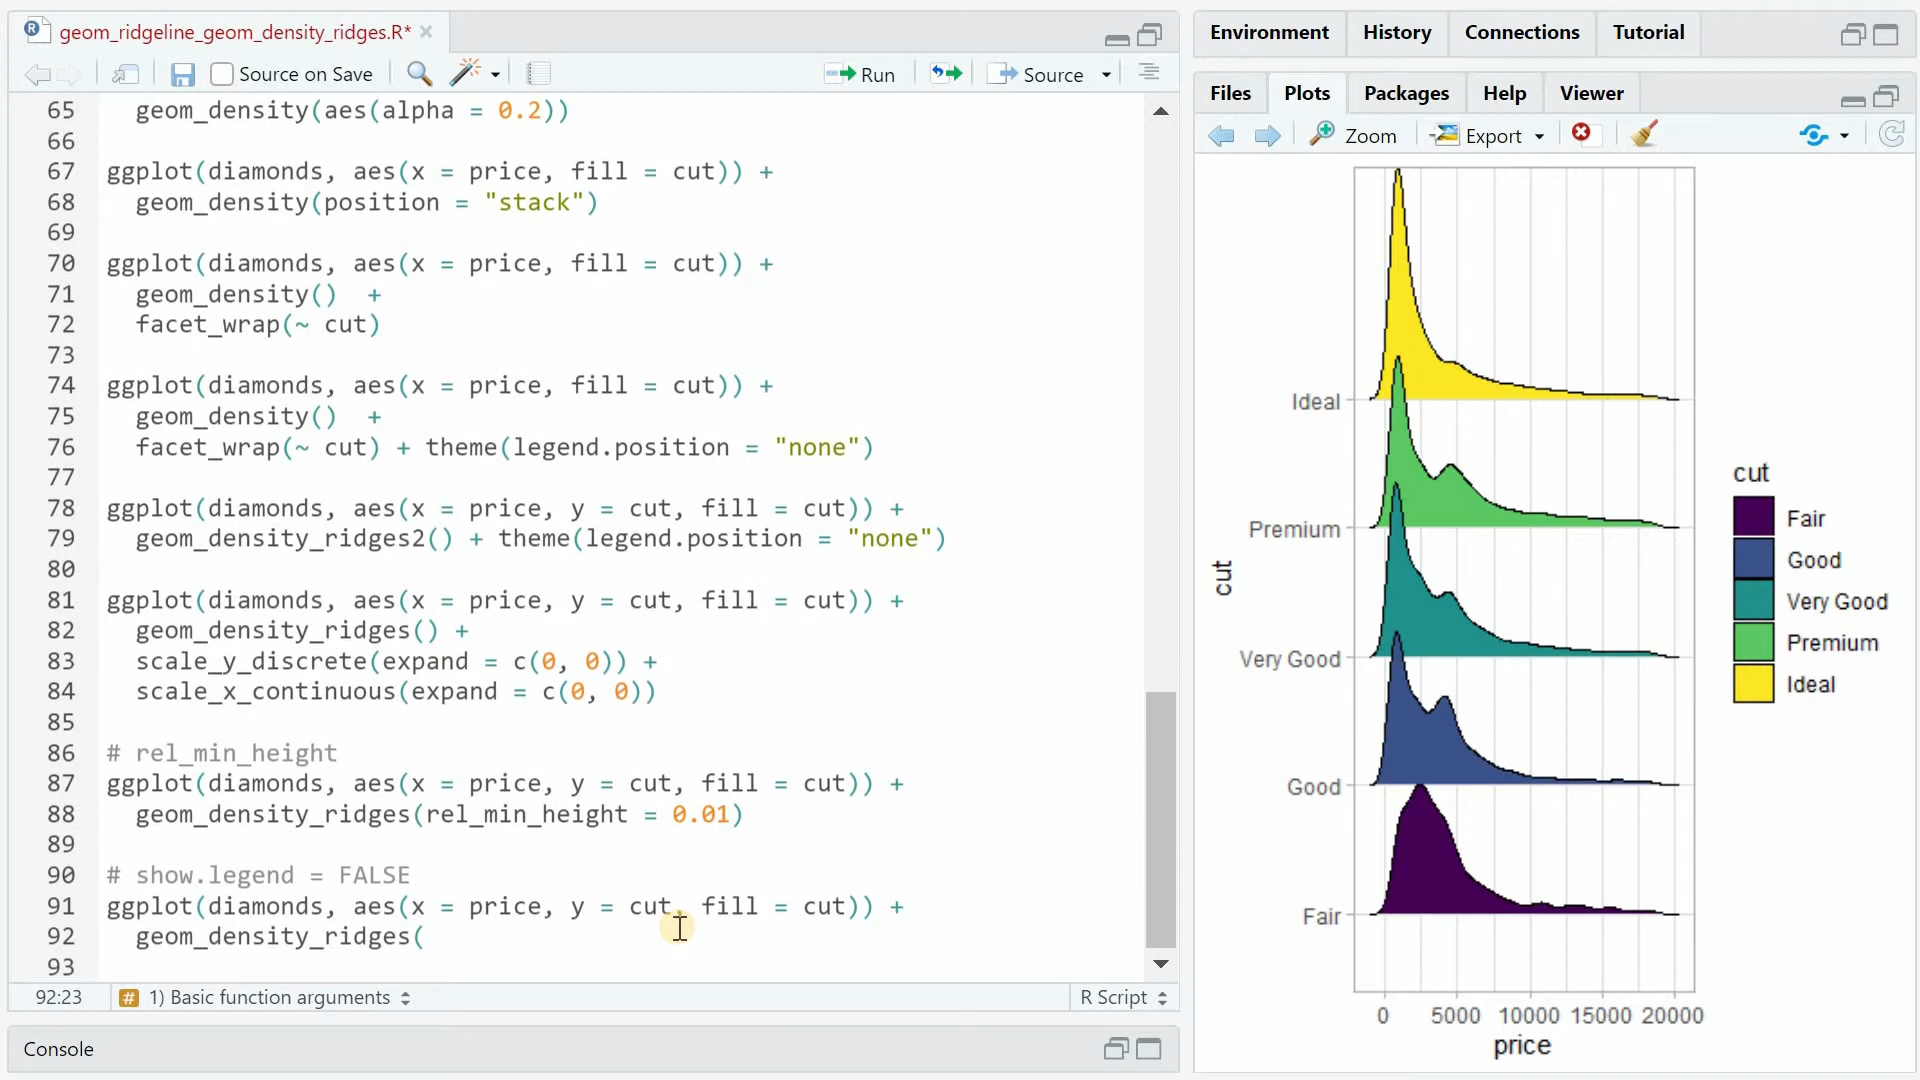 geom_ridgeline_geom_density_ridges.R*
Source on Save
Run
Source
65 geom_density(aes(alpha = 0.2))
66
67 ggplot(diamonds, aes(x = price, fill = cut)) +
68 geom_density(position = "stack")
69
70 ggplot(diamonds, aes(x = price, fill = cut)) +
71 geom_density()  +
72 facet_wrap(~ cut)
73
74 ggplot(diamonds, aes(x = price, fill = cut)) +
75 geom_density()  +
76 facet_wrap(~ cut) + theme(legend.position = "none")
77
78 ggplot(diamonds, aes(x = price, y = cut, fill = cut)) +
79 geom_density_ridges2() + theme(legend.position = "none")
80
81 ggplot(diamonds, aes(x = price, y = cut, fill = cut)) +
82 geom_density_ridges() +
83 scale_y_discrete(expand = c(0, 0)) +
84 scale_x_continuous(expand = c(0, 0))
85
86 # rel_min_height
87 ggplot(diamonds, aes(x = price, y = cut, fill = cut)) +
88 geom_density_ridges(rel_min_height = 0.01)
89
90 # show.legend = FALSE
91 ggplot(diamonds, aes(x = price, y = cut, fill = cut)) +
92 geom_density_ridges(
93
92:23 # 1) Basic function arguments R Script
Console
Environment History Connections Tutorial
Files Plots Packages Help Viewer
Zoom Export
Ideal
Premium
Very Good
Good
Fair
cut
0 5000 10000 15000 20000
price
cut
Fair
Good
Very Good
Premium
Ideal